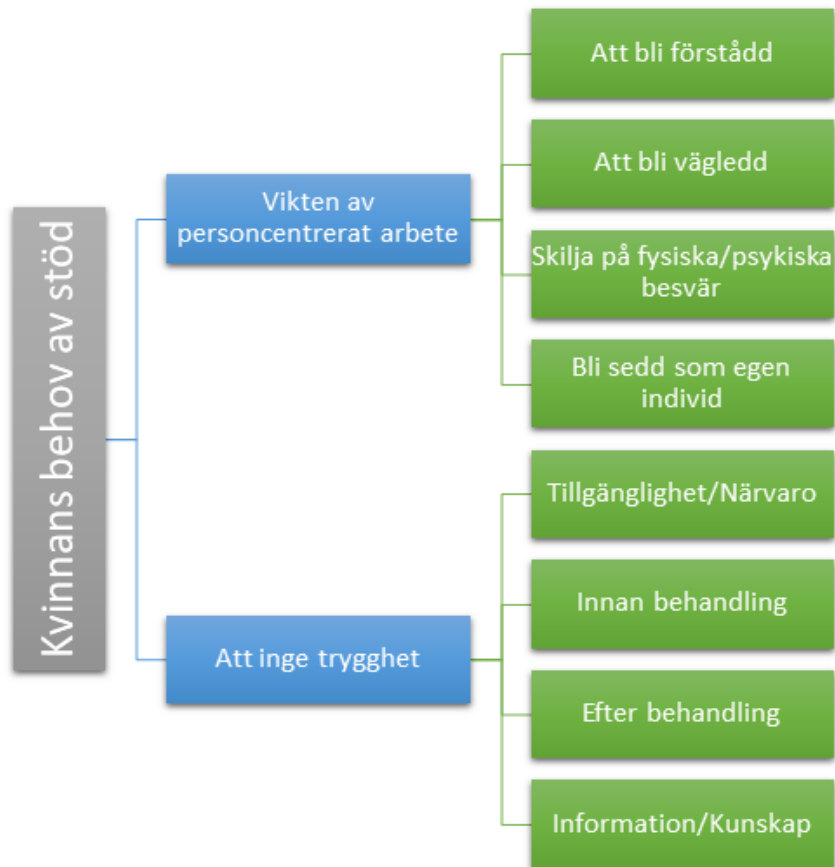 Kvinnans behov av stöd
Vikten av
personcentrerat arbete
Att bli förstådd
Att bli vägledd
Skilja på fysiska/psykiska
besvär
Bli sedd som egen
individ
Att inge trygghet
Tillgänglighet/Närvaro
Innan behandling
Efter behandling
Information/Kunskap